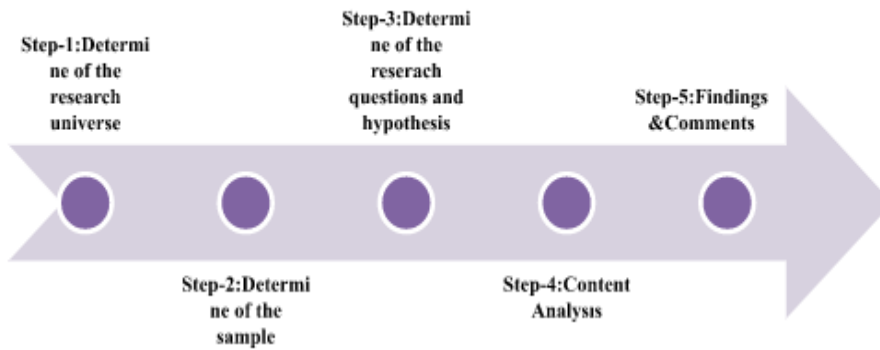 Step-1:Determi
ne of the
research
universe
Step-2:Determi
ne of the
sample
Step-3:Determi
ne of the
reserach
questions and
hypothesis
Step-4:Content
Analysis
Step-5:Findings
&Comments